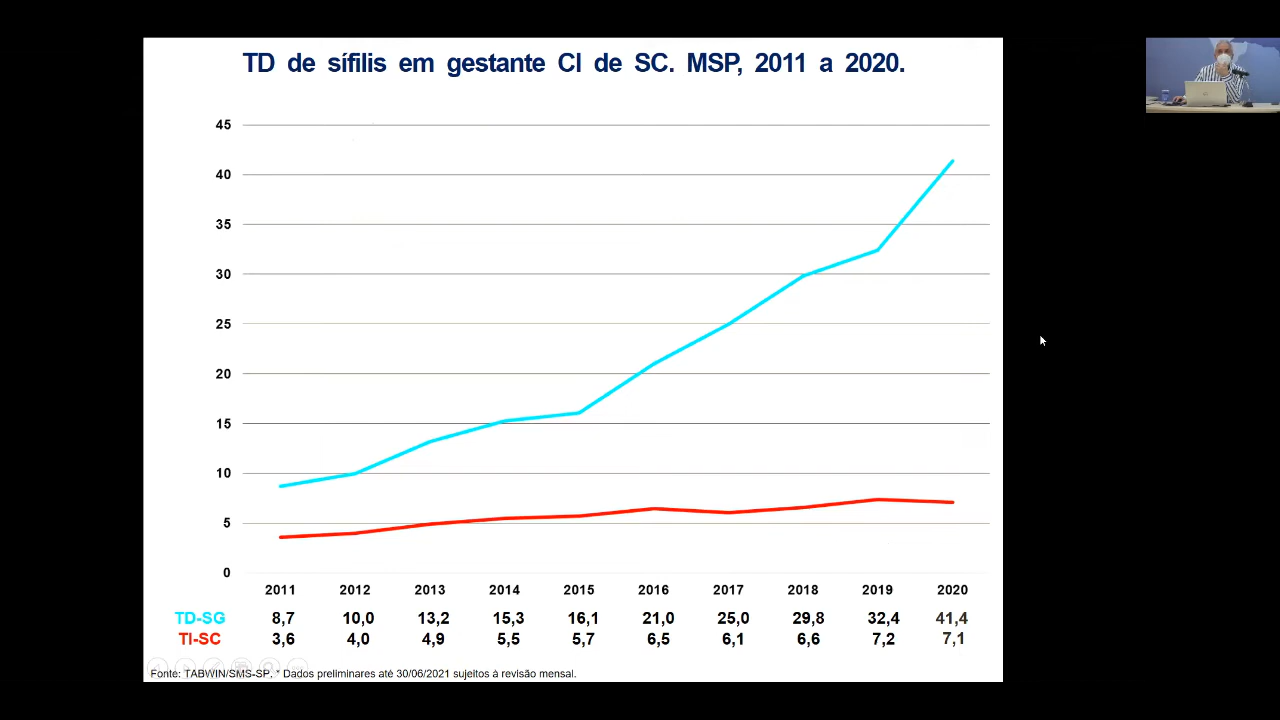 TD de sífilis em gestante CI de SC. MSP, 2011 a 2020.
45
40
35
30
25
20
15
10
5
0
2011 2012 2013 2014 2015 2016 2017 2018 2019 2020
TD-SG 8,7 10,0 13,2 15,3 16,1 21,0 25,0 29,8 32,4 41,4
TI-SC 3,6 4,0 4,9 5,5 5,7 6,5 6,1 6,6 7,2 7,1
Fonte: TABWIN/SMS-SP. * Dados preliminares até 30/06/2021 sujeitos à revisão mensal.